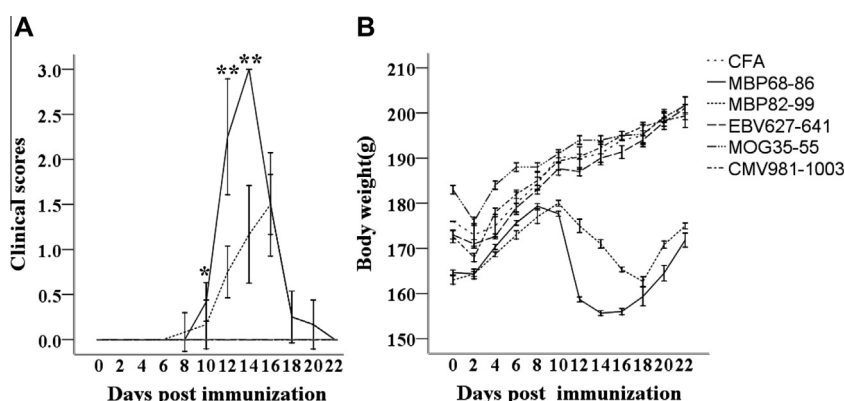 A
Clinical scores
3.0
2.5
2.0
1.5
1.0
0.5
0.0
*
**
**
0 2 4 6 8 10 12 14 16 18 20 22
Days post immunization
B
Body weight(g)
210
200
190
180
170
160
150
0 2 4 6 8 10 12 14 16 18 20 22
Days post immunization
CFA
MBP68-86
MBP82-99
EBV627-641
MOG35-55
CMV981-1003